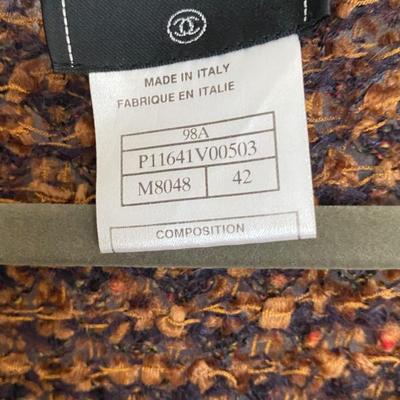 MADE IN ITALY
FABRIQUE EN ITALIE
98A
P11641V00503
M8048 42
COMPOSITION